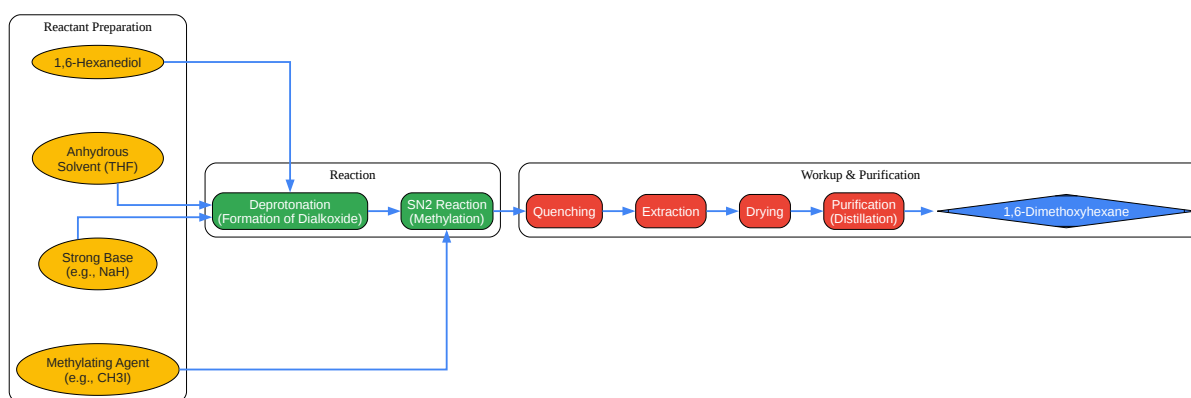 Reactant Preparation
1,6-Hexanediol
Anhydrous
Solvent (THF)
Strong Base
(e.g., NaH)
Methylating Agent
(e.g., CH3I)
Reaction
Deprotonation
(Formation of Dialkoxide)
SN2 Reaction
(Methylation)
Workup & Purification
Quenching
Extraction
Drying
Purification
(Distillation)
1,6-Dimethoxyhexane